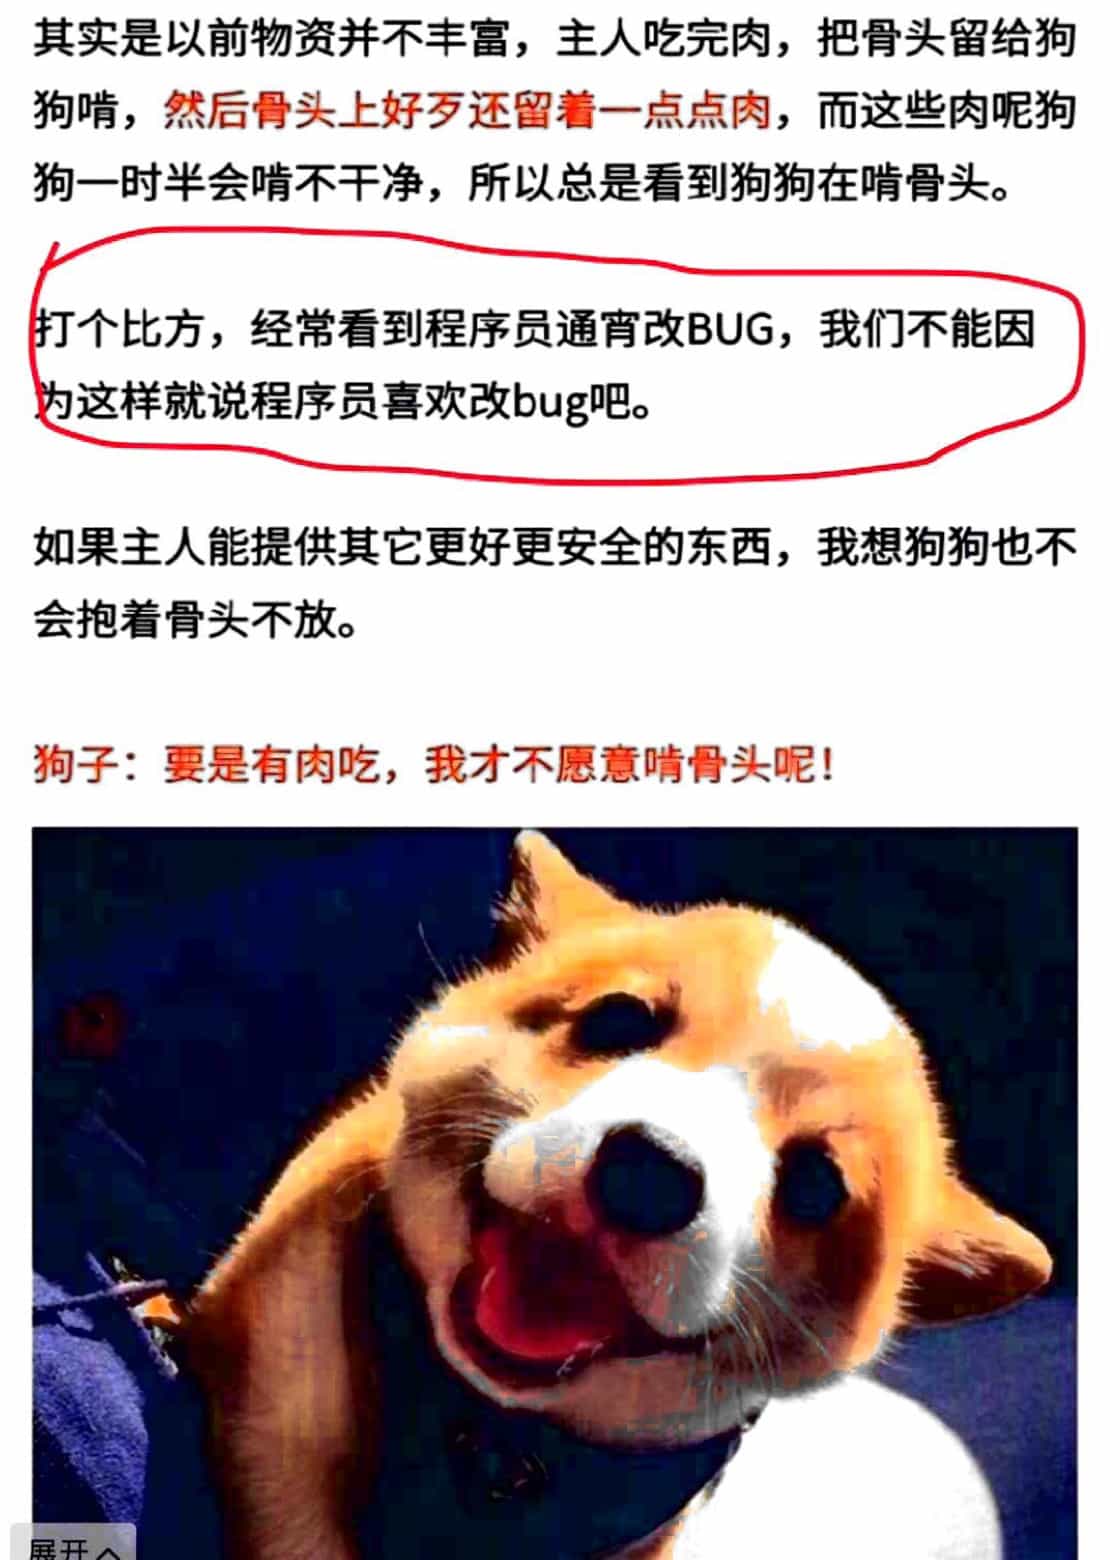 其实是以前物资并不丰富，主人吃完肉，把骨头留给狗
狗啃，然后骨头上好歹还留着一点点肉，而这些肉呢狗
狗一时半会啃不干净，所以总是看到狗狗在啃骨头。
打个比方，经常看到程序员通宵改BUG，我们不能因
为这样就说程序员喜欢改bug吧。
如果主人能提供其它更好更安全的东西，我想狗狗也不
会抱着骨头不放。
狗子：要是有肉吃，我才不愿意啃骨头呢！
展开